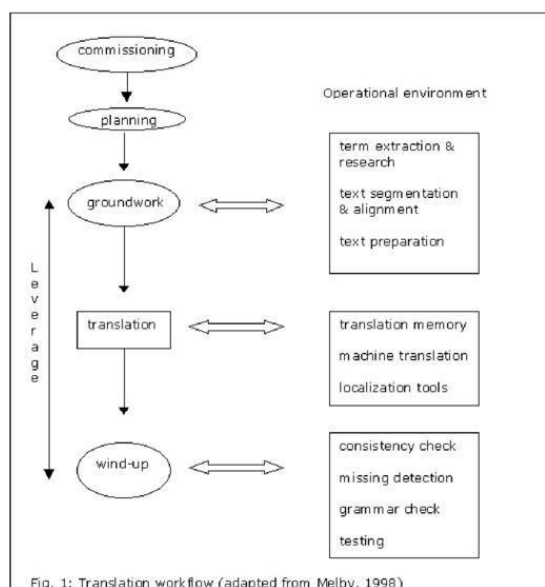 commissioning
Operational environment
planning
term extraction &
research
text segmentation
& alignment
text preparation
groundwork
Leverage
translation
translation memory
machine translation
localization tools
wind-up
consistency check
missing detection
grammar check
testing
Fig. 1: Translation workflow (adapted from Melby, 1998)